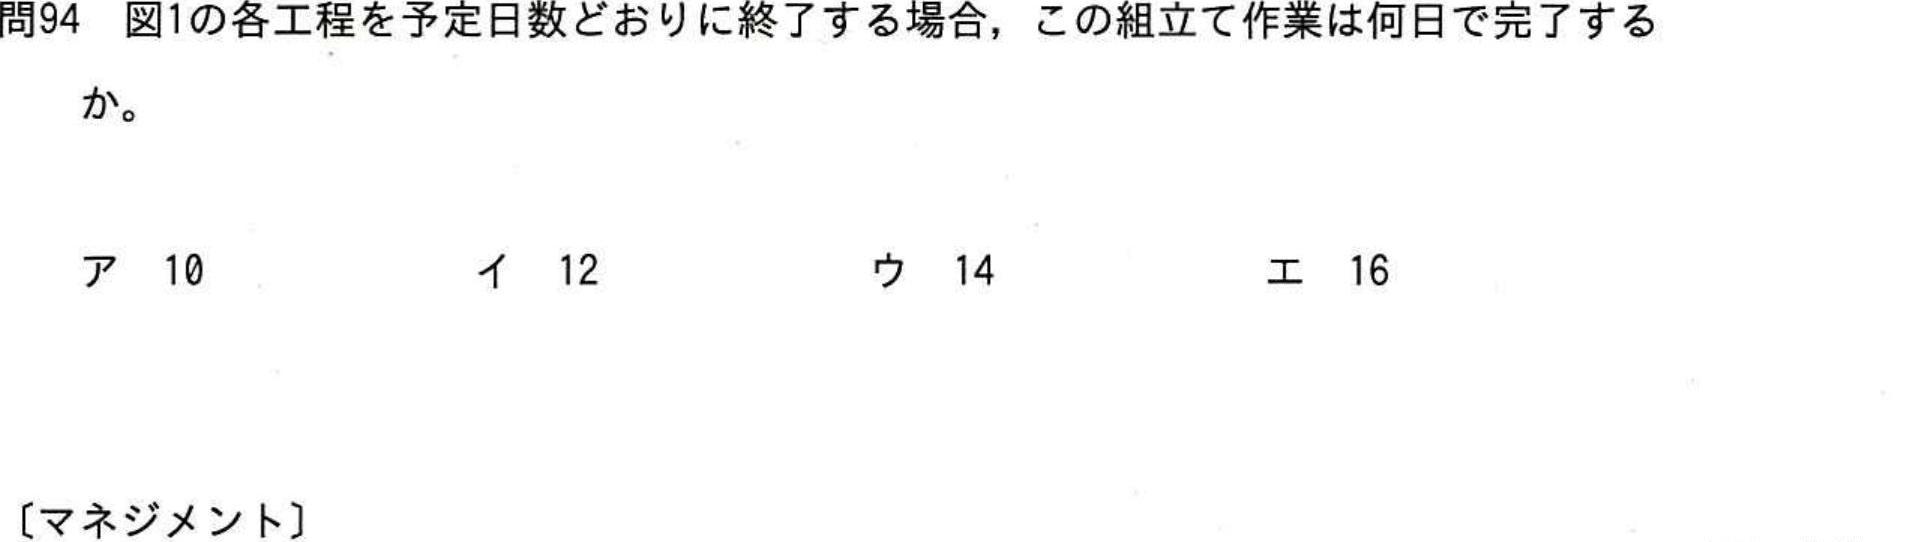 問94　図1の各工程を予定日数どおりに終了する場合，この組立て作業は何日で完了する
か。
ア　10　イ　12　ウ　14　エ　16
〔マネジメント〕